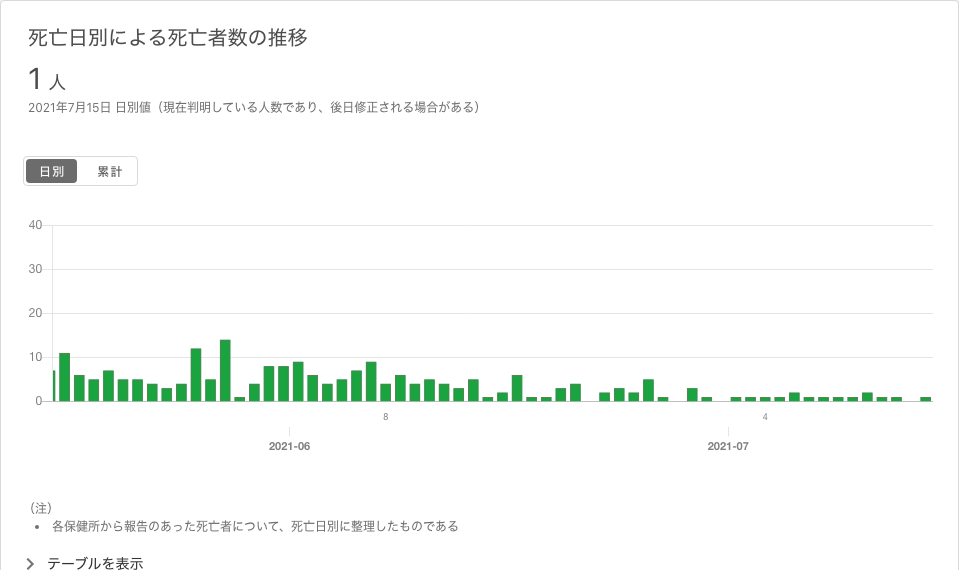 死亡日別による死亡者数の推移
1 人
2021年7月15日 日別値（現在判明している人数であり、後日修正される場合がある）
日別 累計
40
30
20
10
0
8 4
2021-06 2021-07
（注）
• 各保健所から報告のあった死亡者について、死亡日別に整理したものである
テーブルを表示